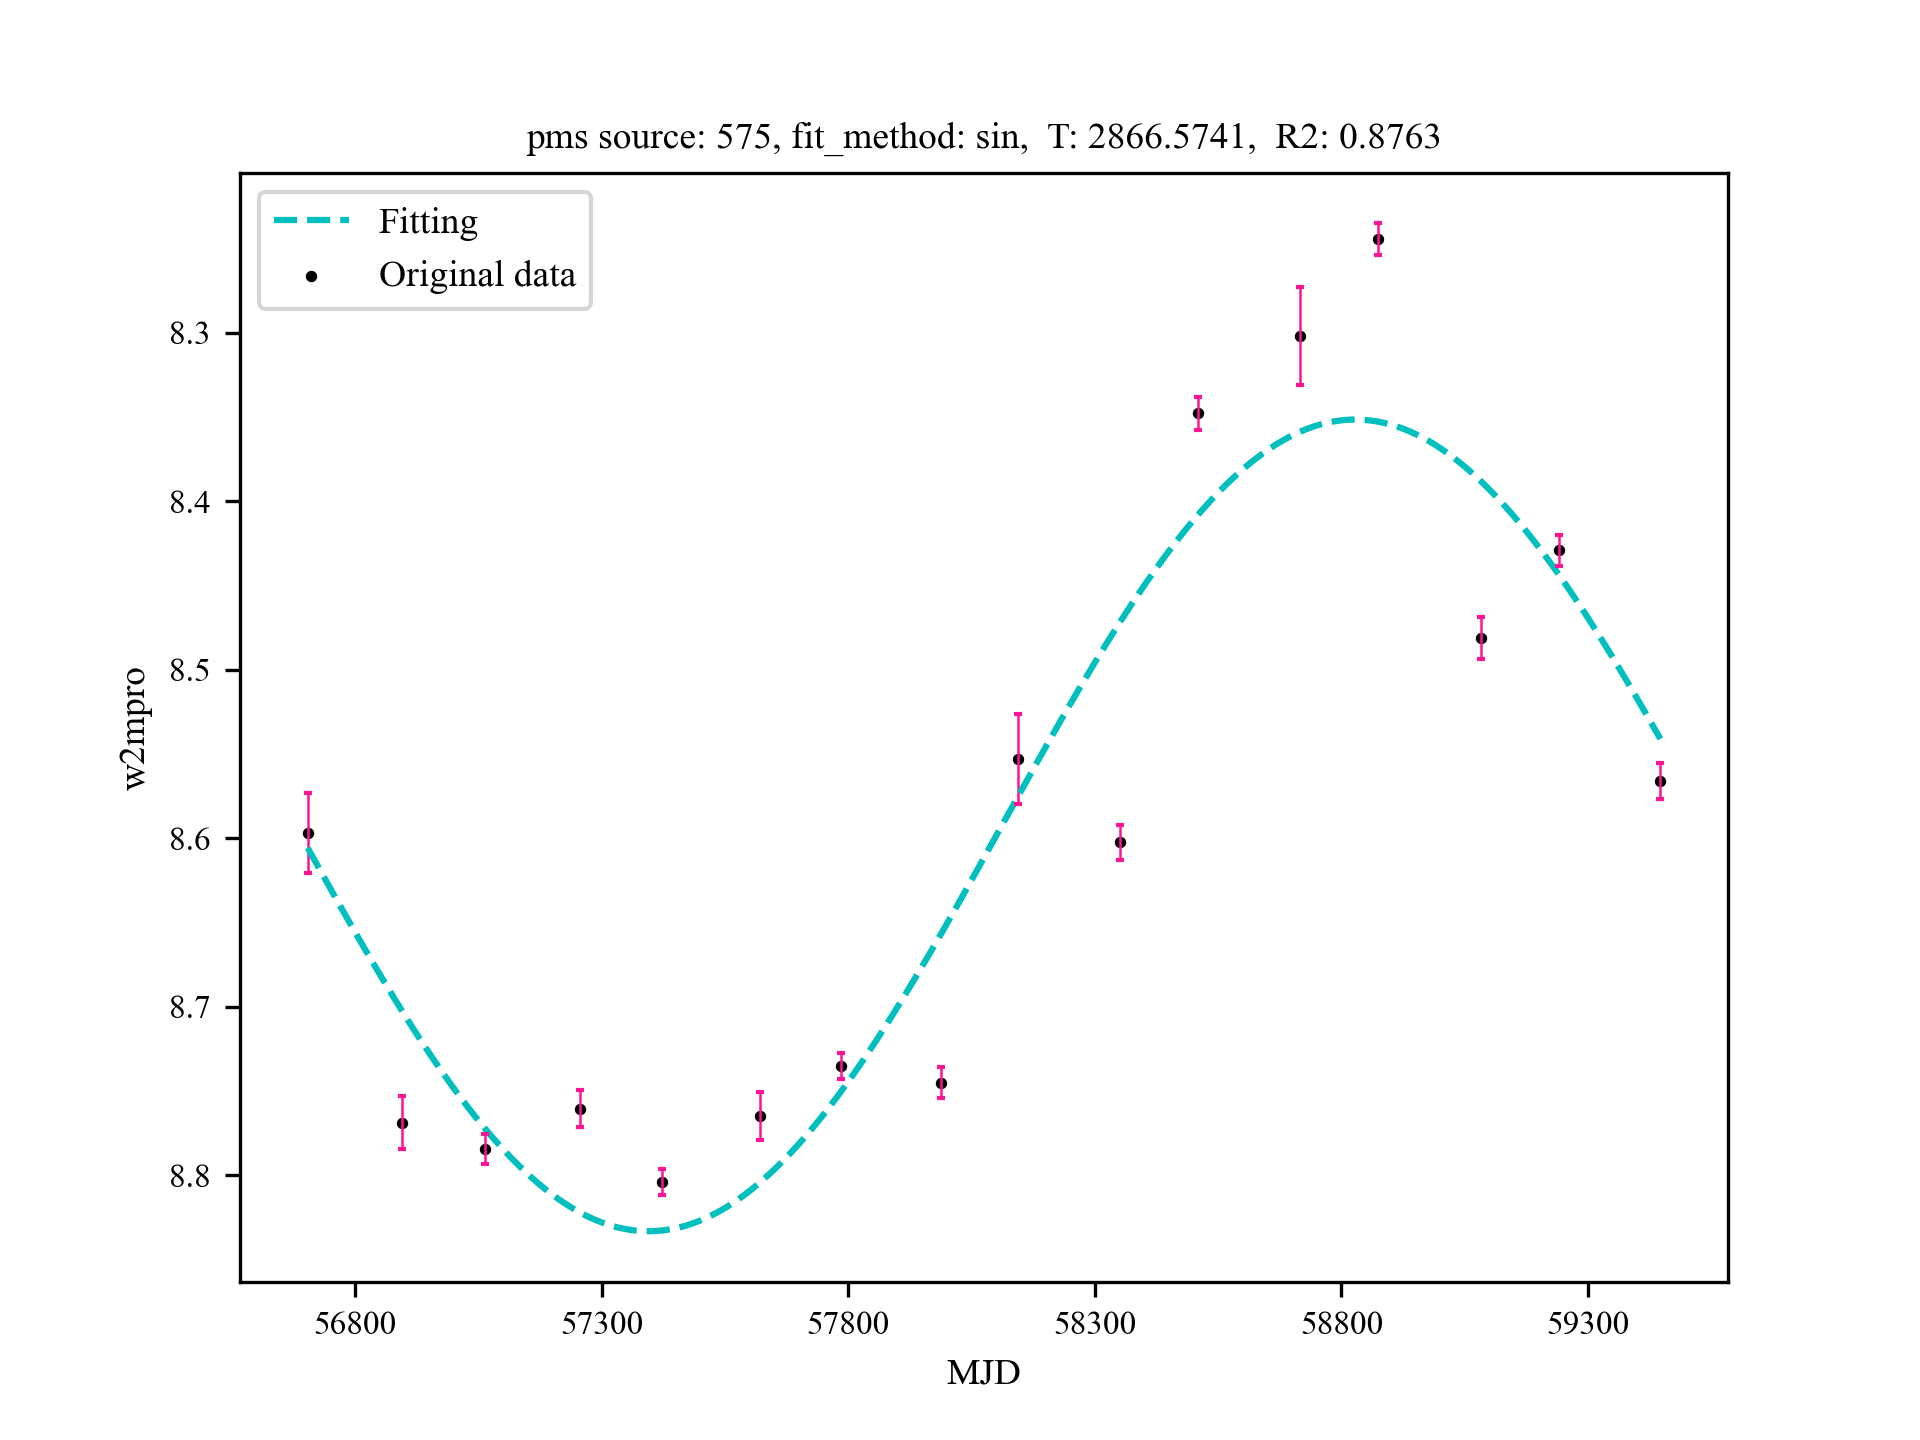 pms source: 575, fit_method: sin,  T: 2866.5741,  R2: 0.8763
Fitting
Original data
8.3
8.4
8.5
8.6
8.7
8.8
w2mpro
56800
57300
57800
58300
58800
59300
MJD